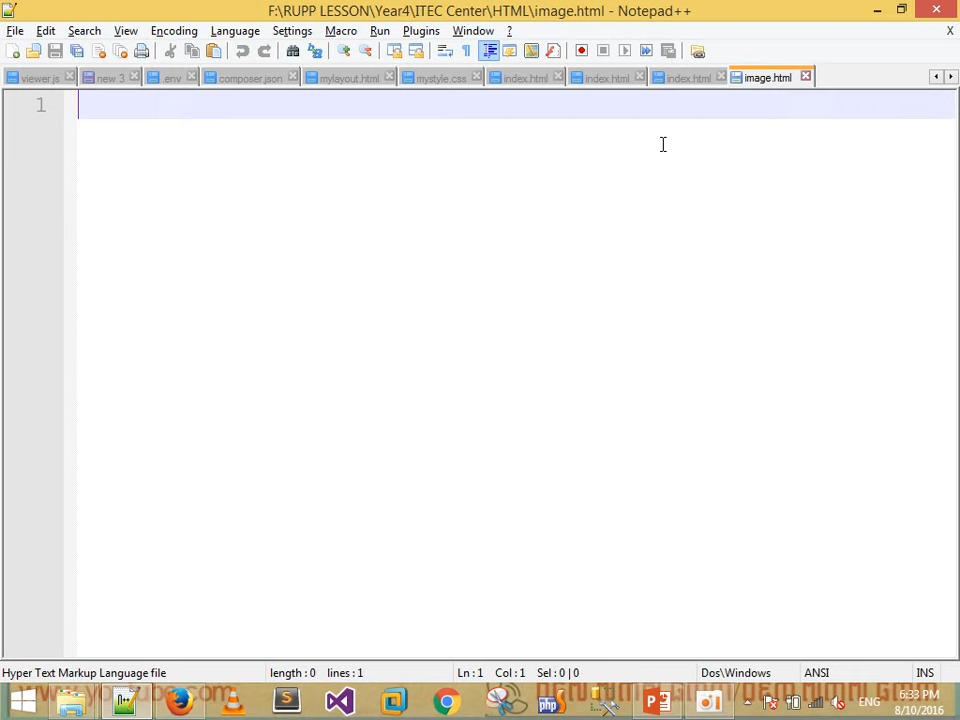 F:\RUPP LESSON\Year4\ITEC Center\HTML\image.html - Notepad++
File Edit Search View Encoding Language Settings Macro Run Plugins Window ? X
viewer.js new 3 .env composer.json mylayout.html mystyle.css index.html index.html index.html image.html
1
Hyper Text Markup Language file length : 0 lines : 1 Ln : 1 Col : 1 Sel : 0 | 0 Dos\Windows ANSI INS
www.youtube.com
ENG 6:33 PM
8/10/2016